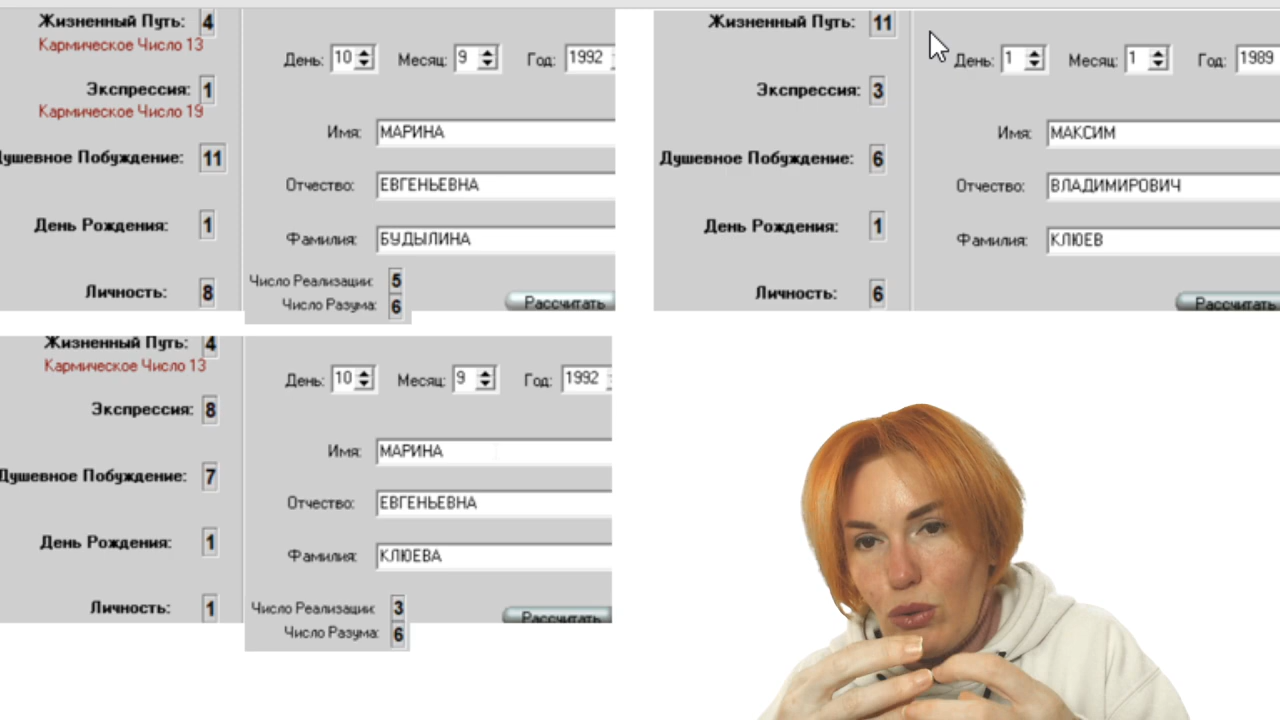 Жизненный Путь: 4
Кармическое Число 13
День: 10 Месяц: 9 Год: 1992
Экспрессия: 1
Кармическое Число 19
Имя: МАРИНА
Душевное Побуждение: 11
Отчество: ЕВГЕНЬЕВНА
День Рождения: 1
Фамилия: БУДЫЛИНА
Число Реализации: 5
Личность: 8
Число Разума: 6
Рассчитать
Жизненный Путь: 11
День: 1 Месяц: 1 Год: 1989
Экспрессия: 3
Имя: МАКСИМ
Душевное Побуждение: 6
Отчество: ВЛАДИМИРОВИЧ
День Рождения: 1
Фамилия: КЛЮЕВ
Личность: 6
Рассчитать
Жизненный Путь: 4
Кармическое Число 13
День: 10 Месяц: 9 Год: 1992
Экспрессия: 8
Имя: МАРИНА
Душевное Побуждение: 7
Отчество: ЕВГЕНЬЕВНА
День Рождения: 1
Фамилия: КЛЮЕВА
Личность: 1
Число Реализации: 3
Рассчитать
Число Разума: 6